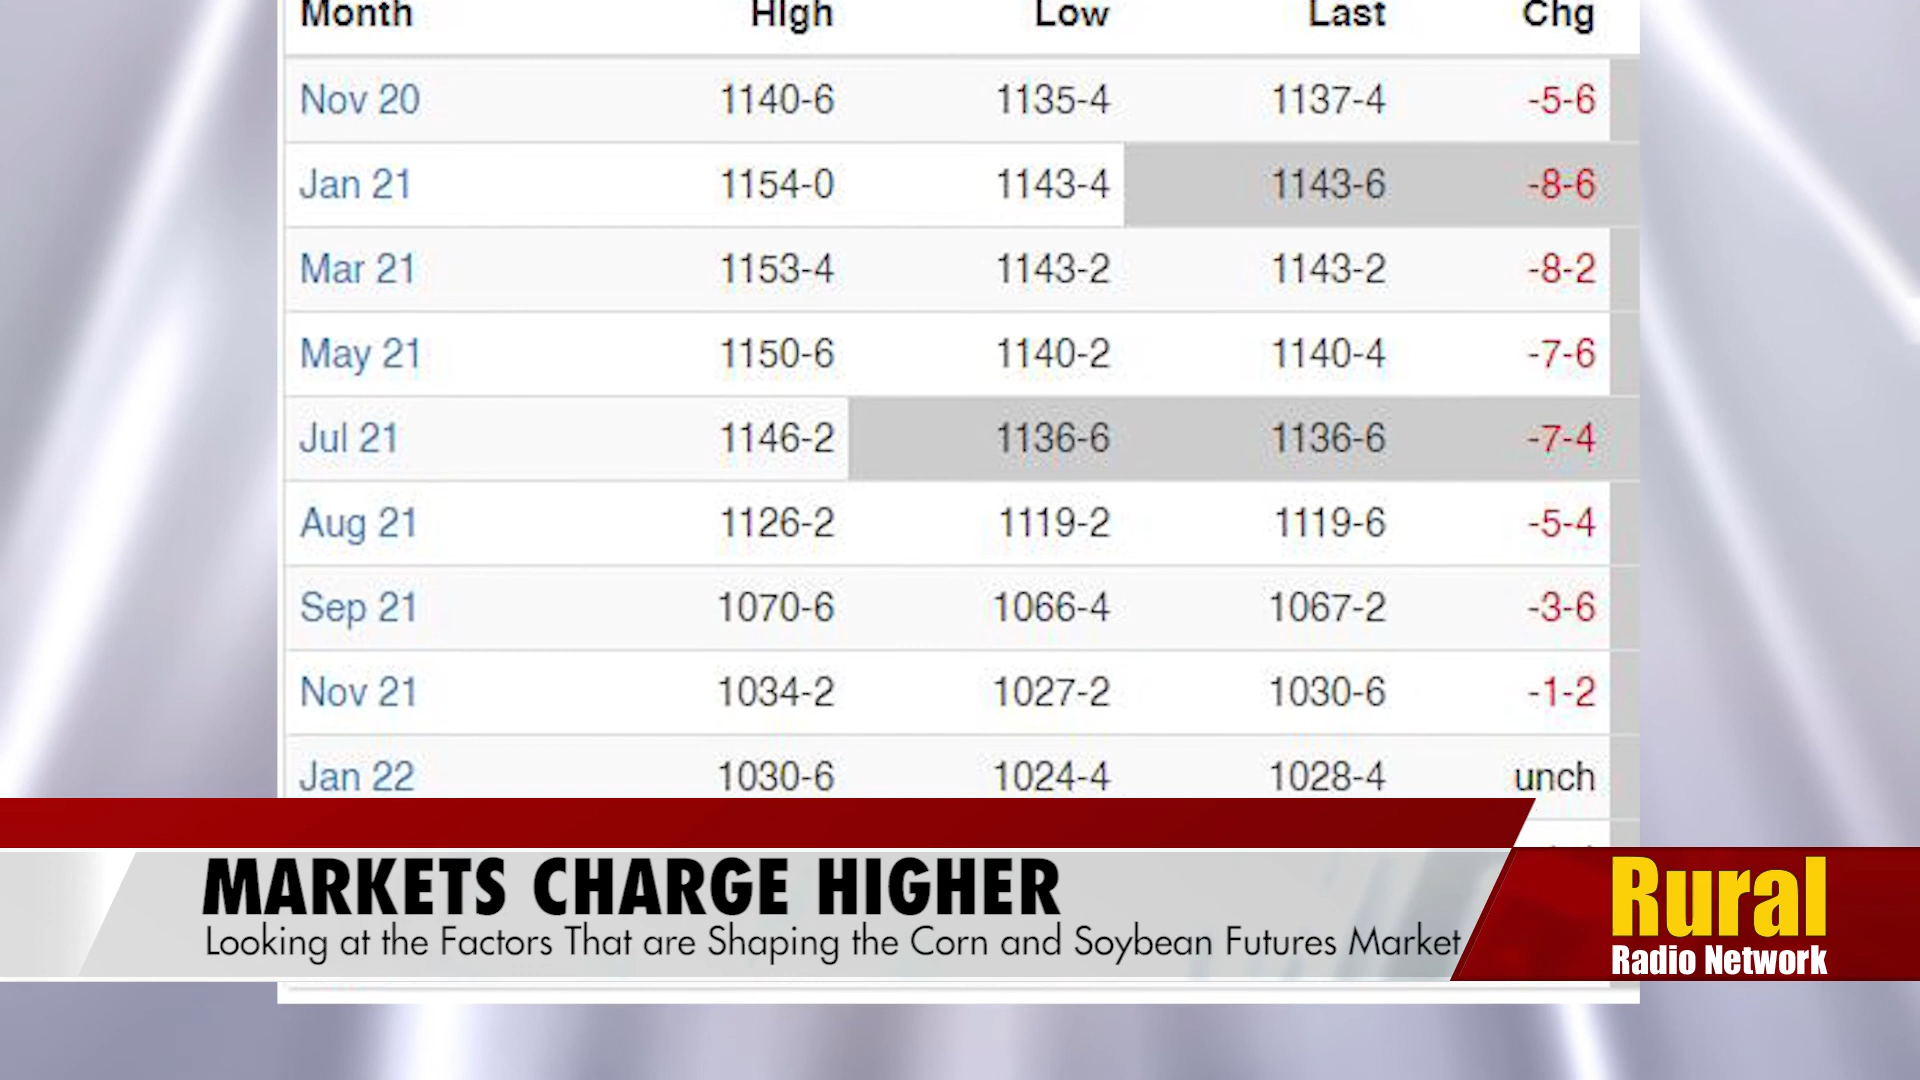 Month HIgh Low Last Chg
Nov 20 1140-6 1135-4 1137-4 -5-6
Jan 21 1154-0 1143-4 1143-6 -8-6
Mar 21 1153-4 1143-2 1143-2 -8-2
May 21 1150-6 1140-2 1140-4 -7-6
Jul 21 1146-2 1136-6 1136-6 -7-4
Aug 21 1126-2 1119-2 1119-6 -5-4
Sep 21 1070-6 1066-4 1067-2 -3-6
Nov 21 1034-2 1027-2 1030-6 -1-2
Jan 22 1030-6 1024-4 1028-4 unch
MARKETS CHARGE HIGHER
Looking at the Factors That are Shaping the Corn and Soybean Futures Market
Rural
Radio Network